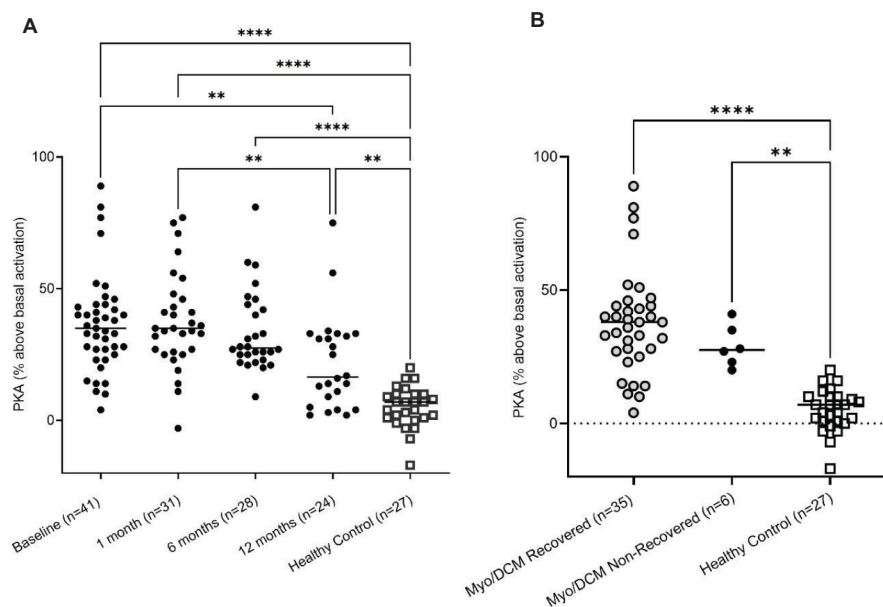 A
****
****
**
****
**
**
100
50
0
PKA (% above basal activation)
Baseline (n=41)
1 month (n=31)
6 months (n=28)
12 months (n=24)
Healthy Control (n=27)
B
****
**
100
50
0
PKA (% above basal activation)
Myo/DCM Recovered (n=35)
Myo/DCM Non-Recovered (n=6)
Healthy Control (n=27)